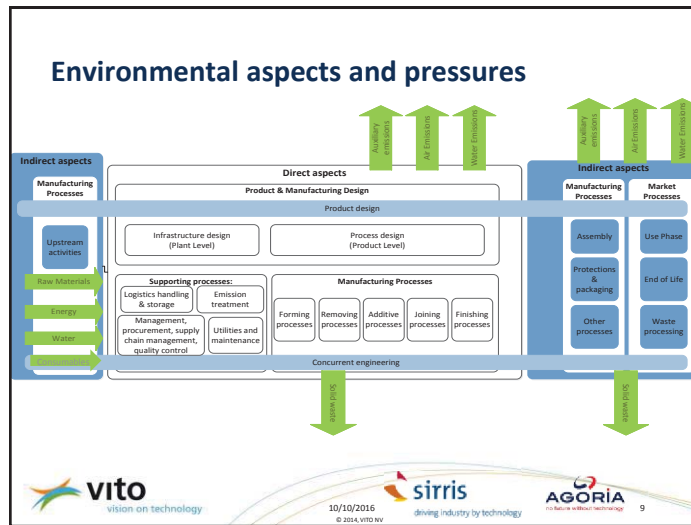 Environmental aspects and pressures
Auxiliary
emissions
Air Emissions
Water Emissions
Auxiliary
emissions
Air Emissions
Water Emissions
Indirect aspects
Manufacturing
Processes
Upstream
activities
Raw Materials
Energy
Water
Consumables
Direct aspects
Product & Manufacturing Design
Product design
Infrastructure design
(Plant Level)
Process design
(Product Level)
Supporting processes:
Logistics handling
& storage
Emission
treatment
Management,
procurement, supply
chain management,
quality control
Utilities and
maintenance
Manufacturing Processes
Forming
processes
Removing
processes
Additive
processes
Joining
processes
Finishing
processes
Concurrent engineering
Indirect aspects
Manufacturing
Processes
Assembly
Protections
&
packaging
Other
processes
Market
Processes
Use Phase
End of Life
Waste
processing
Solid waste
Solid waste
vito
vision on technology
10/10/2016
© 2014, VITO NV
sirris
driving industry by technology
AGORIA
no future without technology
9